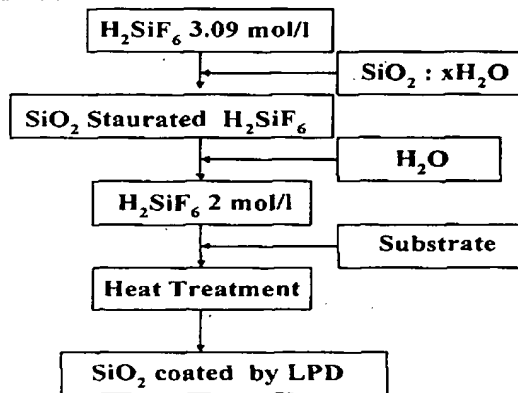 H₂SiF₆ 3.09 mol/l
SiO₂ : xH₂O
SiO₂ Staurated H₂SiF₆
H₂O
H₂SiF₆ 2 mol/l
Substrate
Heat Treatment
SiO₂ coated by LPD